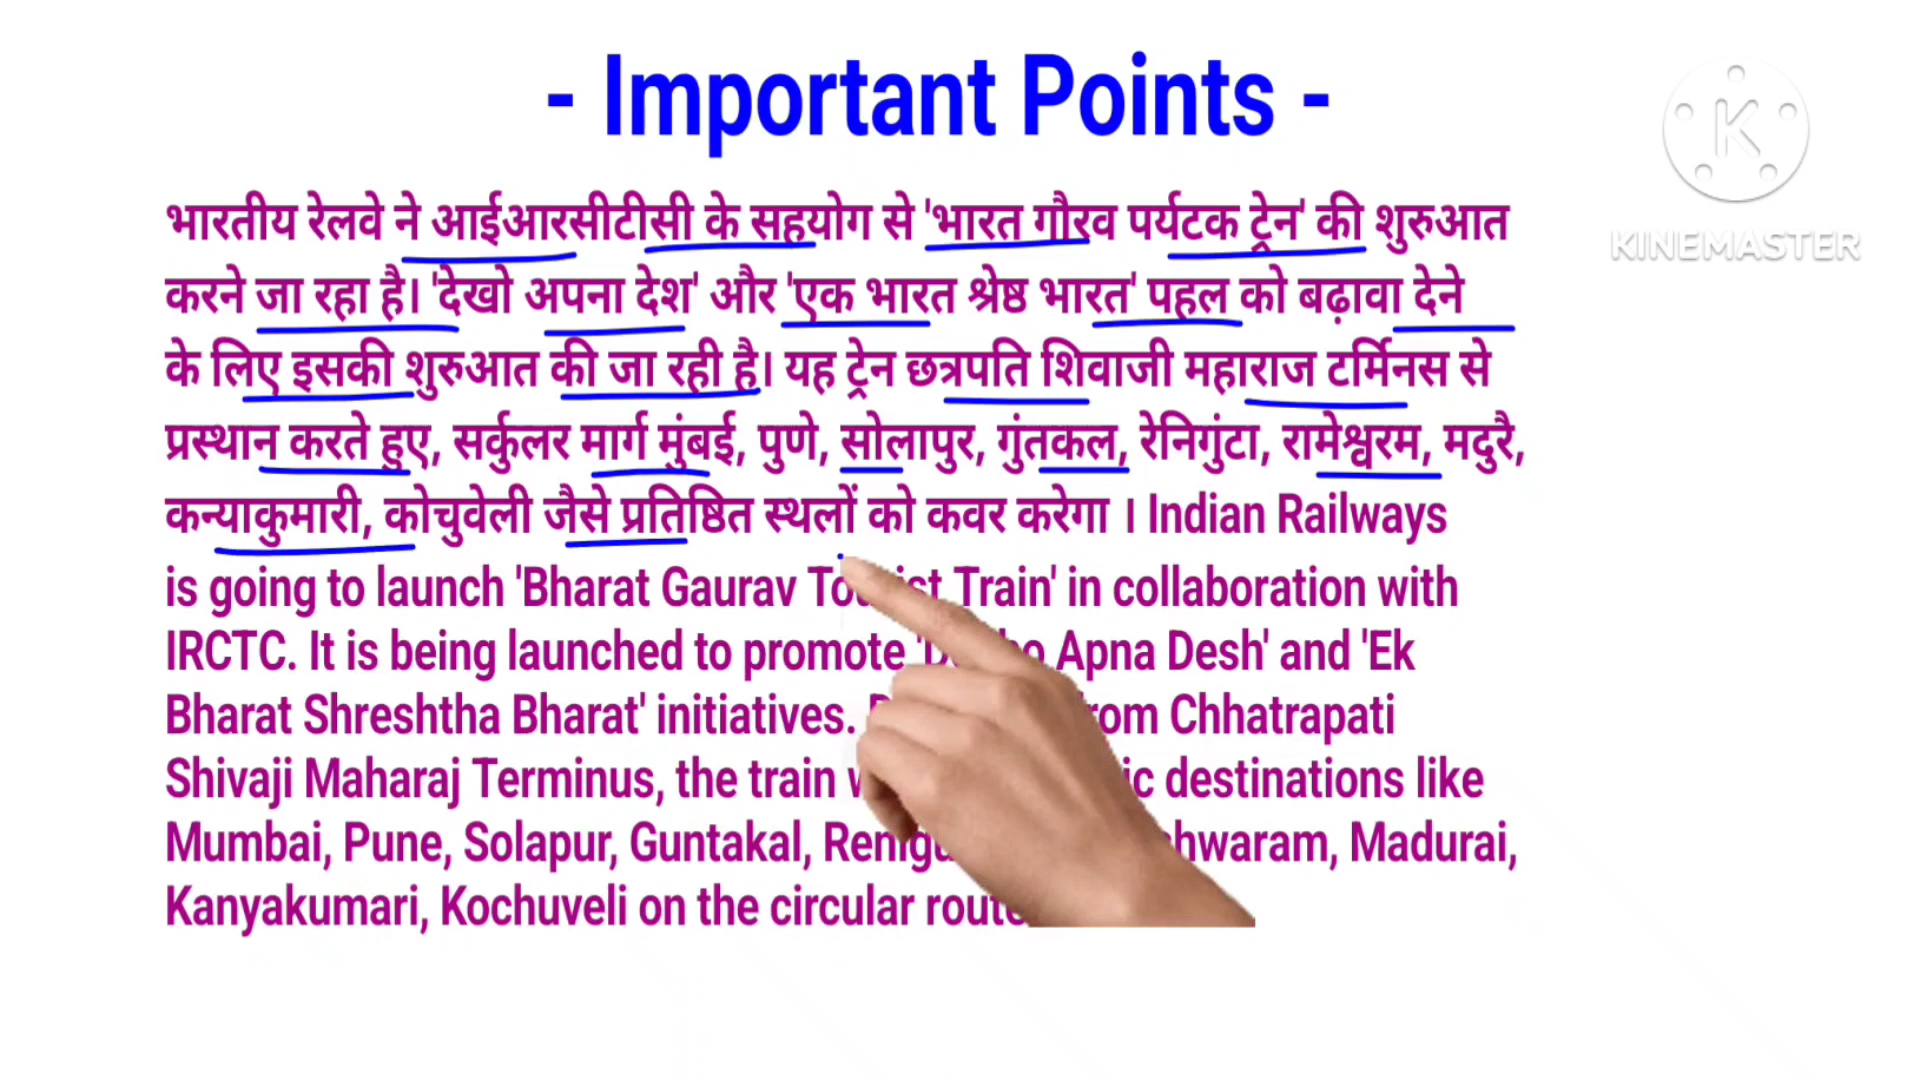 - Important Points -
भारतीय रेलवे ने आईआरसीटीसी के सहयोग से 'भारत गौरव पर्यटक ट्रेन' की शुरुआत
करने जा रहा है। 'देखो अपना देश' और 'एक भारत श्रेष्ठ भारत' पहल को बढ़ावा देने
के लिए इसकी शुरुआत की जा रही है। यह ट्रेन छत्रपति शिवाजी महाराज टर्मिनस से
प्रस्थान करते हुए, सर्कुलर मार्ग मुंबई, पुणे, सोलापुर, गुंतकल, रेनिगुंटा, रामेश्वरम, मदुरै,
कन्याकुमारी, कोचुवेली जैसे प्रतिष्ठित स्थलों को कवर करेगा । Indian Railways
is going to launch 'Bharat Gaurav Train' in collaboration with
IRCTC. It is being launched to promote Apna Desh' and 'Ek
Bharat Shreshtha Bharat' initiatives. Chhatrapati
Shivaji Maharaj Terminus, the train destinations like
Mumbai, Pune, Solapur, Guntakal, Madurai,
Kanyakumari, Kochuveli on the circular
K
KINEMASTER